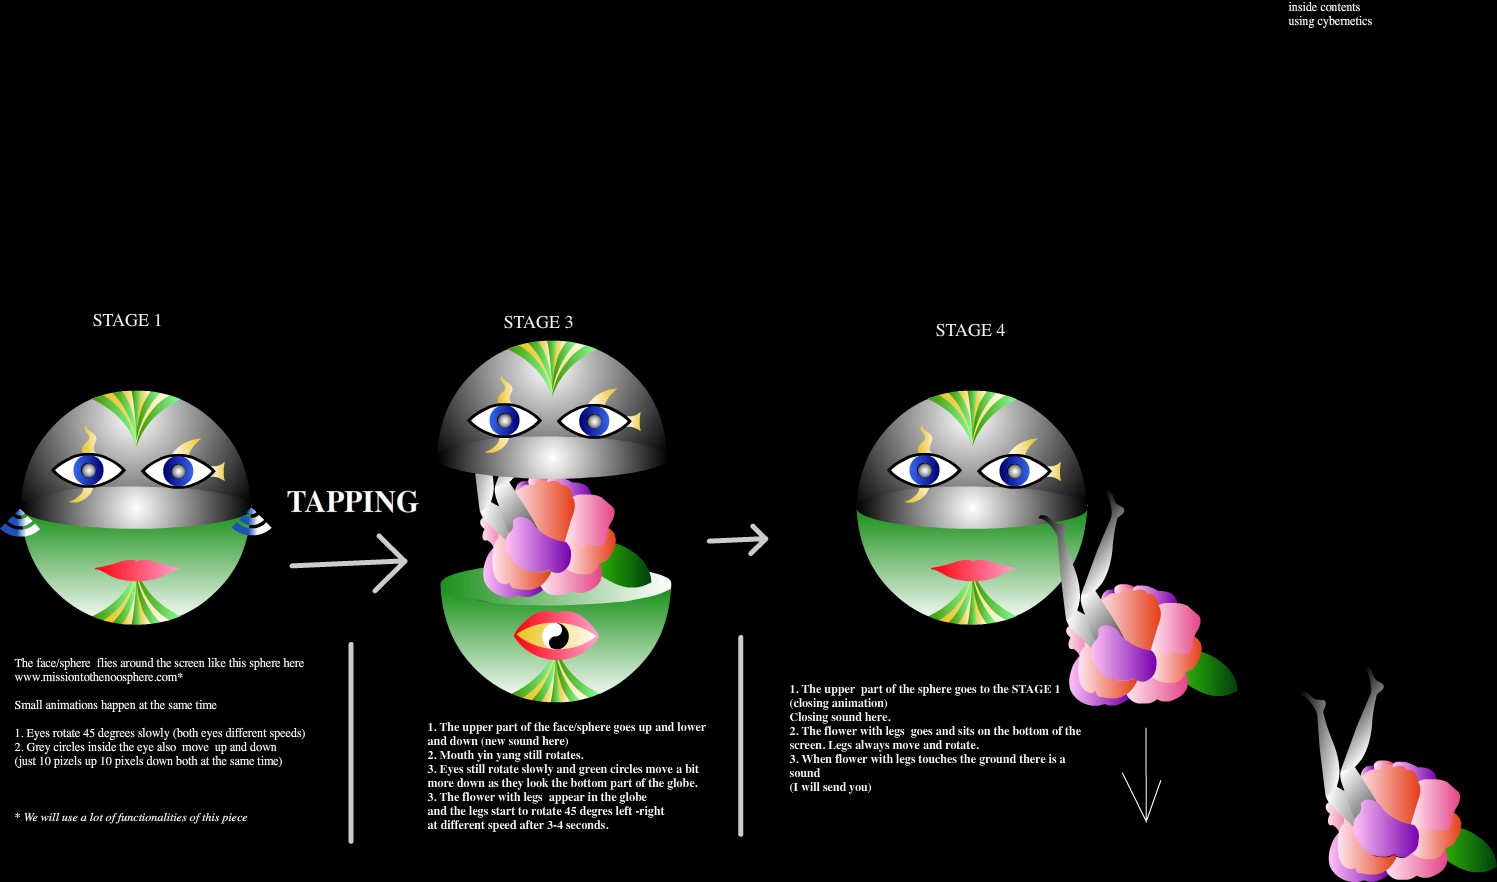 inside contents
using cybernetics
STAGE 1
The face/sphere flies around the screen like this sphere here
www.missiontothenoosphere.com*
Small animations happen at the same time
1. Eyes rotate 45 degrees slowly (both eyes different speeds)
2. Grey circles inside the eye also move up and down
(just 10 pizels up 10 pixels down both at the same time)
* We will use a lot of functionalities of this piece
TAPPING
STAGE 3
1. The upper part of the face/sphere goes up and lower
and down (new sound here)
2. Mouth yin yang still rotates.
3. Eyes still rotate slowly and green circles move a bit
more down as they look the bottom part of the globe.
3. The flower with legs appear in the globe
and the legs start to rotate 45 degres left -right
at different speed after 3-4 seconds.
STAGE 4
1. The upper part of the sphere goes to the STAGE 1
(closing animation)
Closing sound here.
2. The flower with legs goes and sits on the bottom of the
screen. Legs always move and rotate.
3. When flower with legs touches the ground there is a
sound
(I will send you)